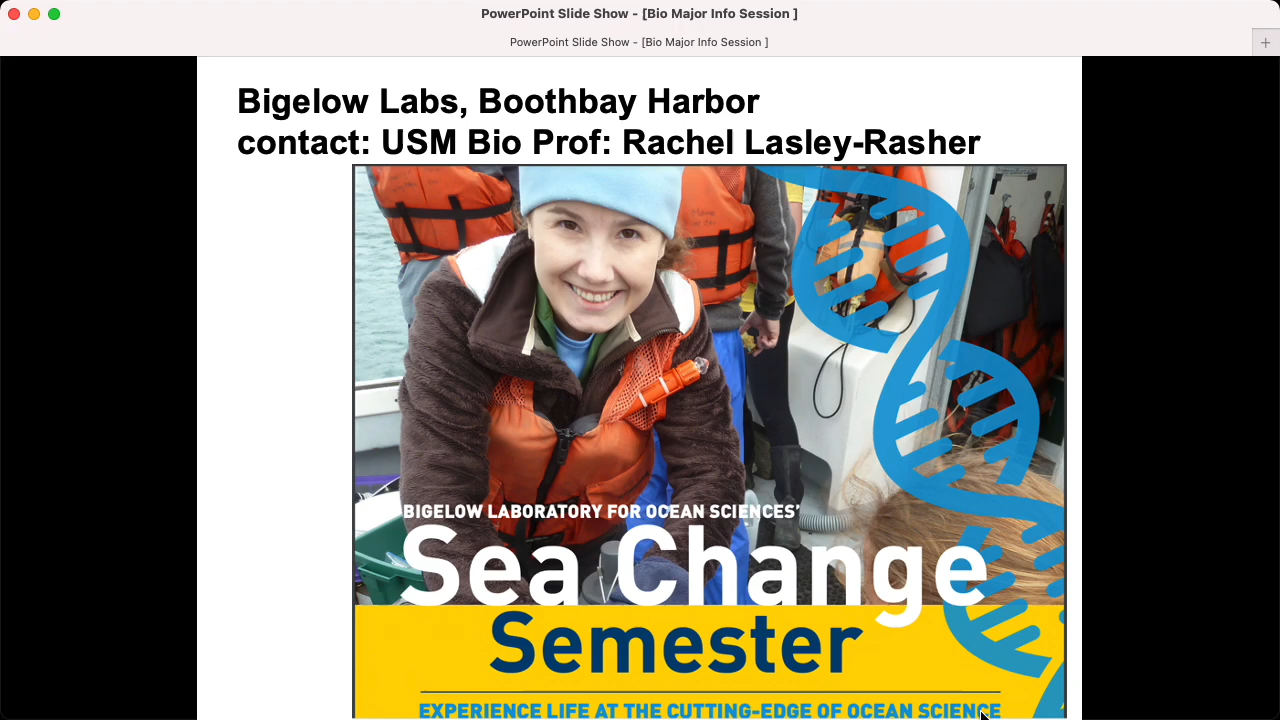 PowerPoint Slide Show - [Bio Major Info Session ]
PowerPoint Slide Show - [Bio Major Info Session ]
Bigelow Labs, Boothbay Harbor
contact: USM Bio Prof: Rachel Lasley-Rasher
BIGELOW LABORATORY FOR OCEAN SCIENCES'
Sea Change
Semester
EXPERIENCE LIFE AT THE CUTTING-EDGE OF OCEAN SCIENCE